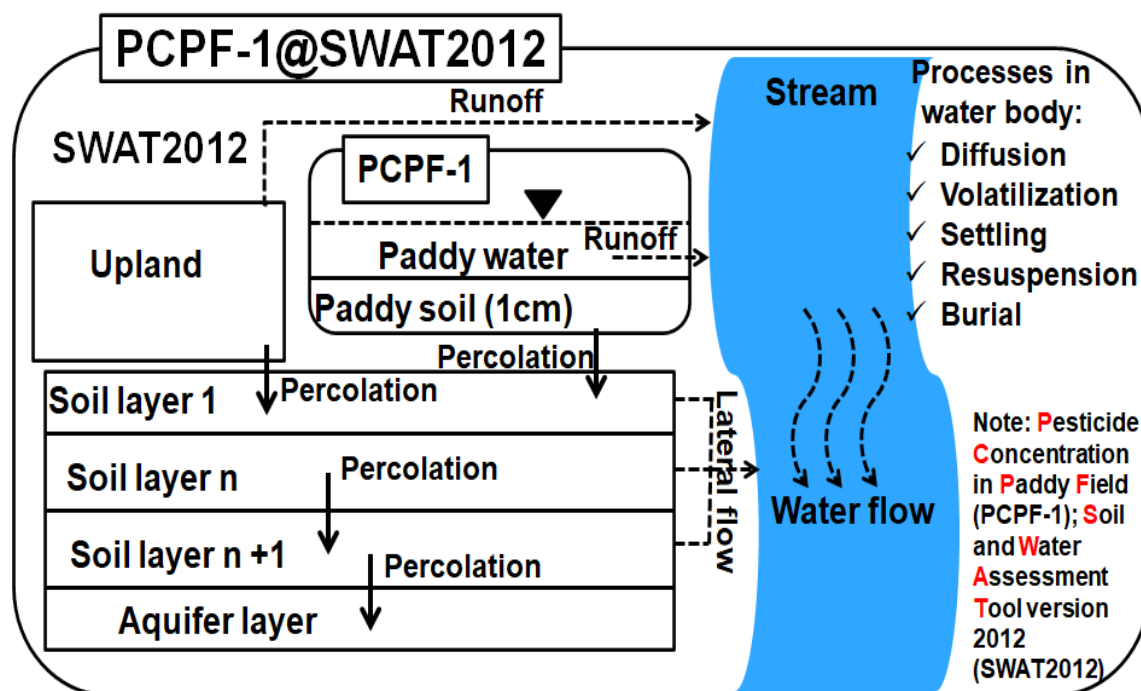 PCPF-1@SWAT2012
Runoff
SWAT2012
PCPF-1
Upland
Runoff
Paddy water
Paddy soil (1cm)
Percolation
Percolation
Soil layer 1
Percolation
Soil layer n
Soil layer n +1
Percolation
Aquifer layer
Lateral flow
Stream
Water flow
Processes in
water body:
✓ Diffusion
✓ Volatilization
✓ Settling
✓ Resuspension
✓ Burial
Note: Pesticide
Concentration
in Paddy Field
(PCPF-1); Soil
and Water
Assessment
Tool version
2012
(SWAT2012)